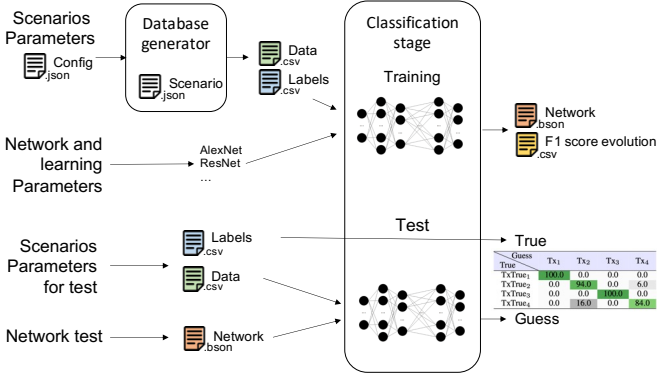 Scenarios
Parameters
Config
.json
Database
generator
Scenario
.json
Data
.csv
Labels
.csv
Classification
stage
Training
Network
.bson
F1 score evolution
.csv
Network and
learning
Parameters
AlexNet
ResNet
...
Test
Labels
.csv
True
Scenarios
Parameters
for test
Data
.csv
Guess
True
Tx1 Tx2 Tx3 Tx4
TxTrue1 100.0 0.0 0.0 0.0
TxTrue2 0.0 94.0 0.0 6.0
TxTrue3 0.0 0.0 100.0 0.0
TxTrue4 0.0 16.0 0.0 84.0
Guess
Network test
Network
.bson